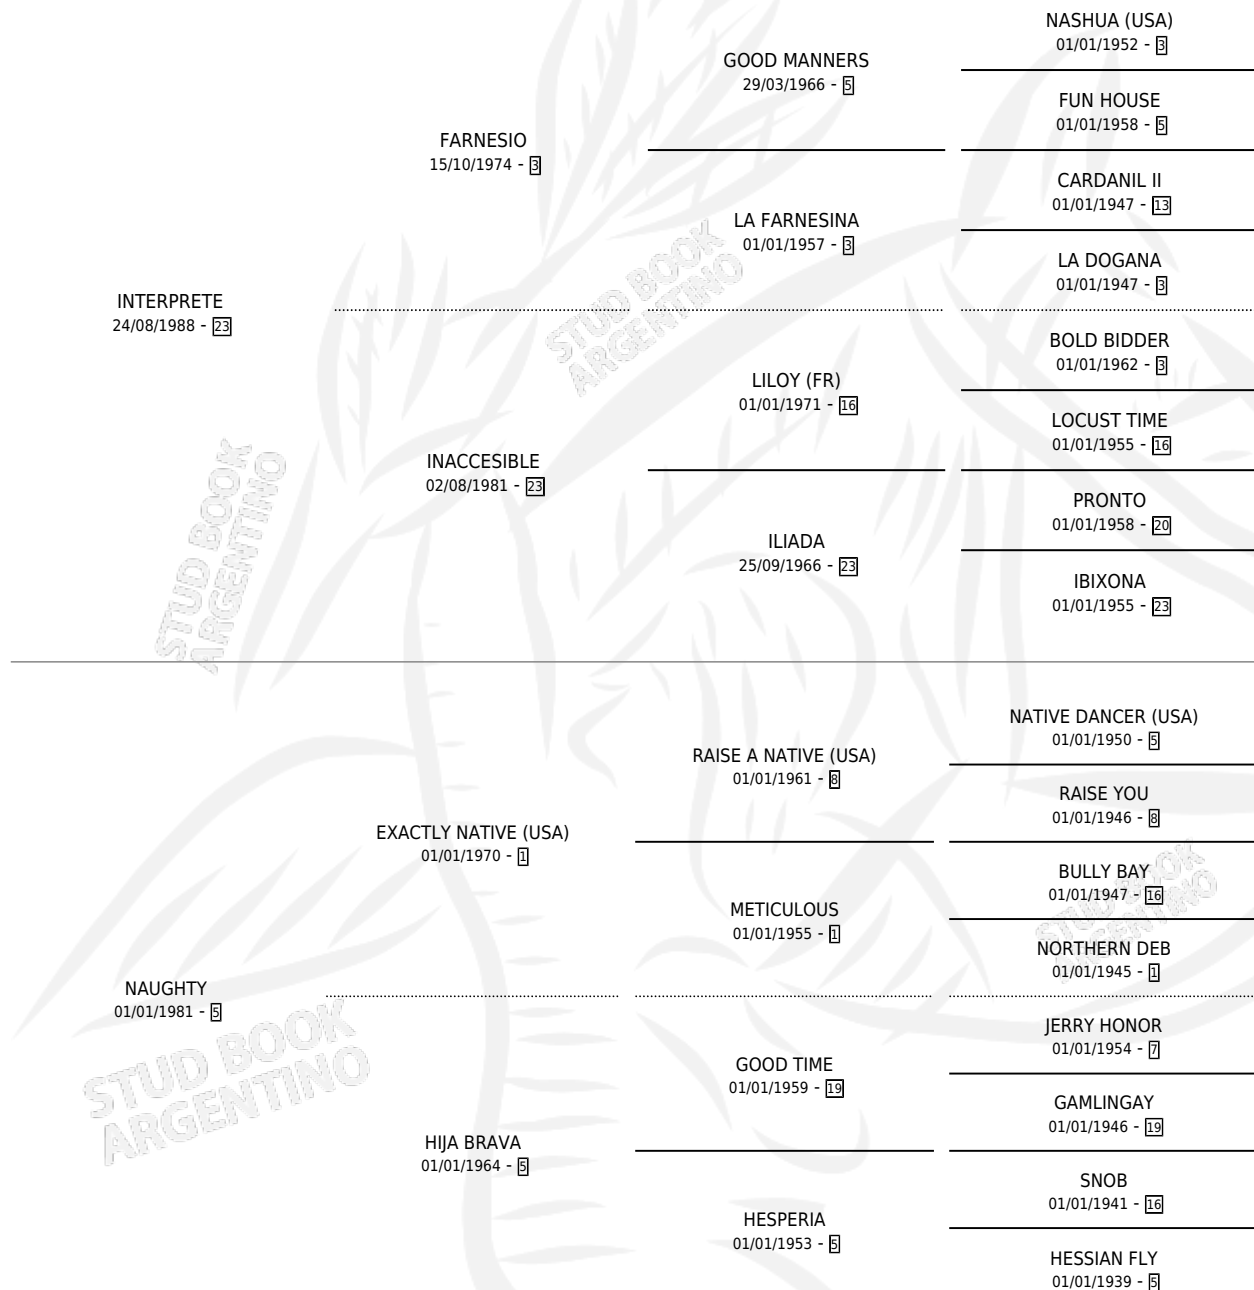 NASHUA (USA)
01/01/1952 - 3
GOOD MANNERS
29/03/1966 - 5
FUN HOUSE
01/01/1958 - 5
FARNESIO
15/10/1974 - 3
CARDANIL II
01/01/1947 - 13
LA FARNESINA
01/01/1957 - 3
LA DOGANA
01/01/1947 - 3
INTERPRETE
24/08/1988 - 23
BOLD BIDDER
01/01/1962 - 3
LILOY (FR)
01/01/1971 - 16
LOCUST TIME
01/01/1955 - 16
INACCESIBLE
02/08/1981 - 23
PRONTO
01/01/1958 - 20
ILIADA
25/09/1966 - 23
IBIXONA
01/01/1955 - 23
STUD BOOK
ARGENTINO
STUD BOOK
ARGENTINO
NATIVE DANCER (USA)
01/01/1950 - 5
RAISE A NATIVE (USA)
01/01/1961 - 8
RAISE YOU
01/01/1946 - 8
EXACTLY NATIVE (USA)
01/01/1970 - 1
BULLY BAY
01/01/1947 - 16
METICULOUS
01/01/1955 - 1
NORTHERN DEB
01/01/1945 - 1
NAUGHTY
01/01/1981 - 5
JERRY HONOR
01/01/1954 - 7
GOOD TIME
01/01/1959 - 19
GAMLINGAY
01/01/1946 - 19
HIJA BRAVA
01/01/1964 - 5
SNOB
01/01/1941 - 16
HESPERIA
01/01/1953 - 5
HESSIAN FLY
01/01/1939 - 5
STUD BOOK
ARGENTINO
STUD BOOK
ARGENTINO